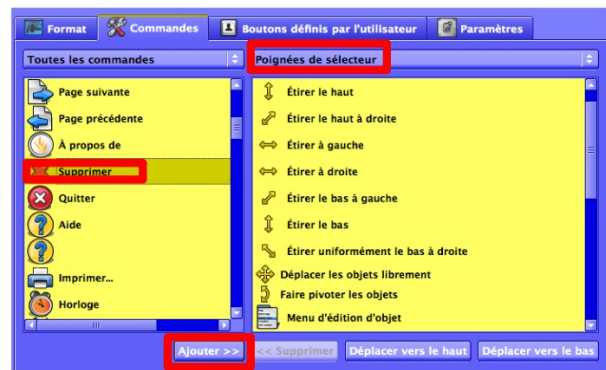 Format Commandes Boutons définis par l'utilisateur Paramètres
Toutes les commandes
Page suivante
Page précédente
À propos de
Supprimer
Quitter
Aide
Imprimer...
Horloge
Poignées de sélecteur
Étirer le haut
Étirer le haut à droite
Étirer à gauche
Étirer à droite
Étirer le bas à gauche
Étirer le bas
Étirer uniformément le bas à droite
Déplacer les objets librement
Faire pivoter les objets
Menu d'édition d'objet
Ajouter >> << Supprimer Déplacer vers le haut Déplacer vers le bas